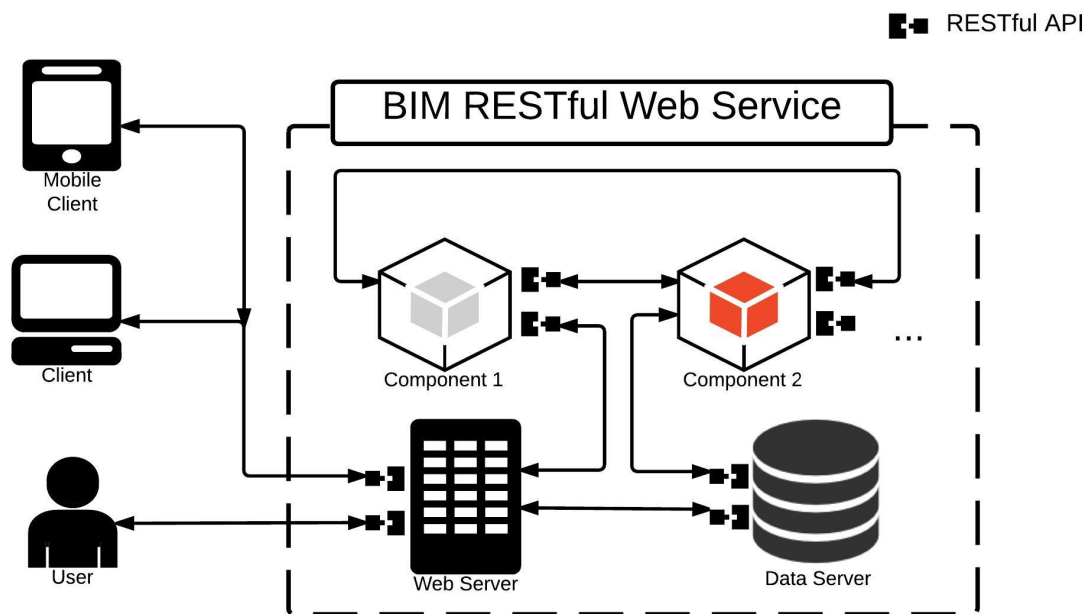 RESTful API
BIM RESTful Web Service
Mobile
Client
Client
Component 1
Component 2
...
User
Web Server
Data Server